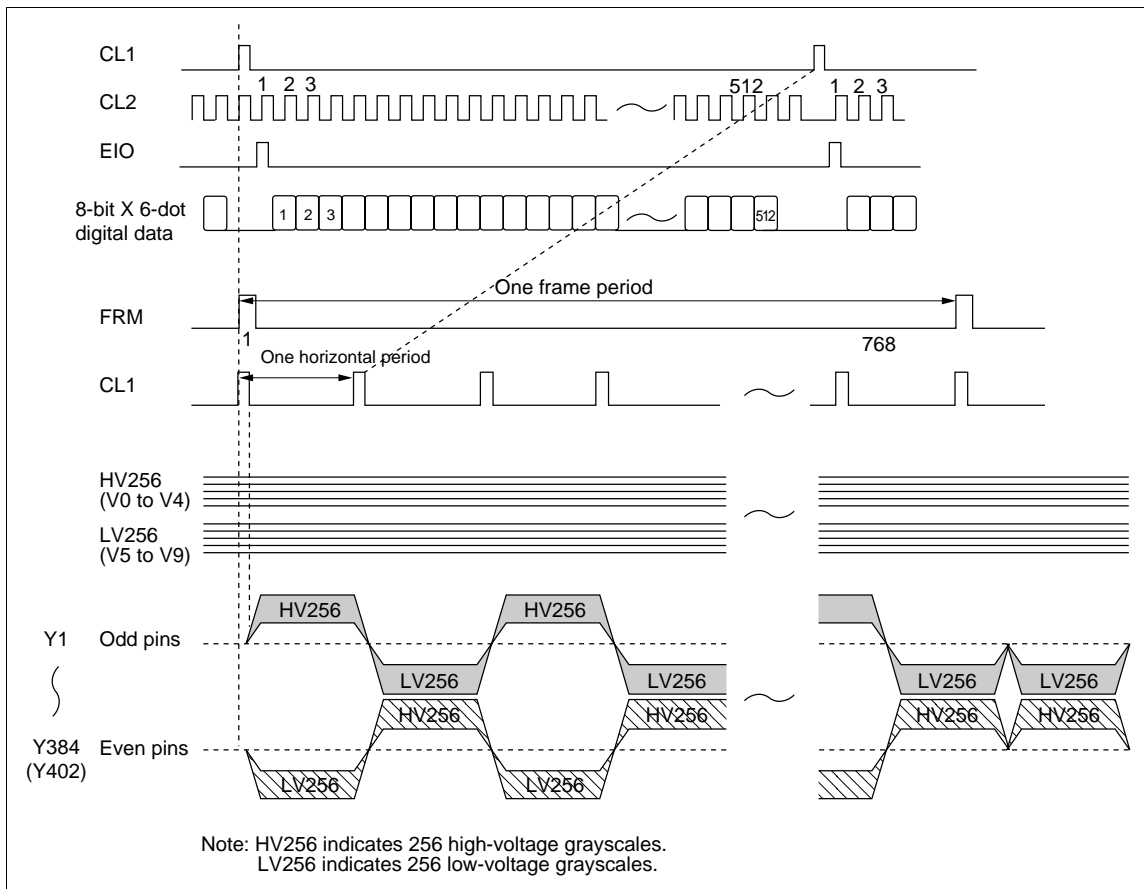 CL1
1 2 3 512 1 2 3
CL2
EIO
8-bit X 6-dot
digital data
1 2 3 512
One frame period
FRM
1 768
One horizontal period
CL1
HV256
(V0 to V4)
LV256
(V5 to V9)
HV256 HV256
Y1 Odd pins
LV256 LV256 LV256 LV256
HV256 HV256 HV256 HV256
Y384 Even pins
(Y402)
LV256 LV256
Note: HV256 indicates 256 high-voltage grayscales.
LV256 indicates 256 low-voltage grayscales.